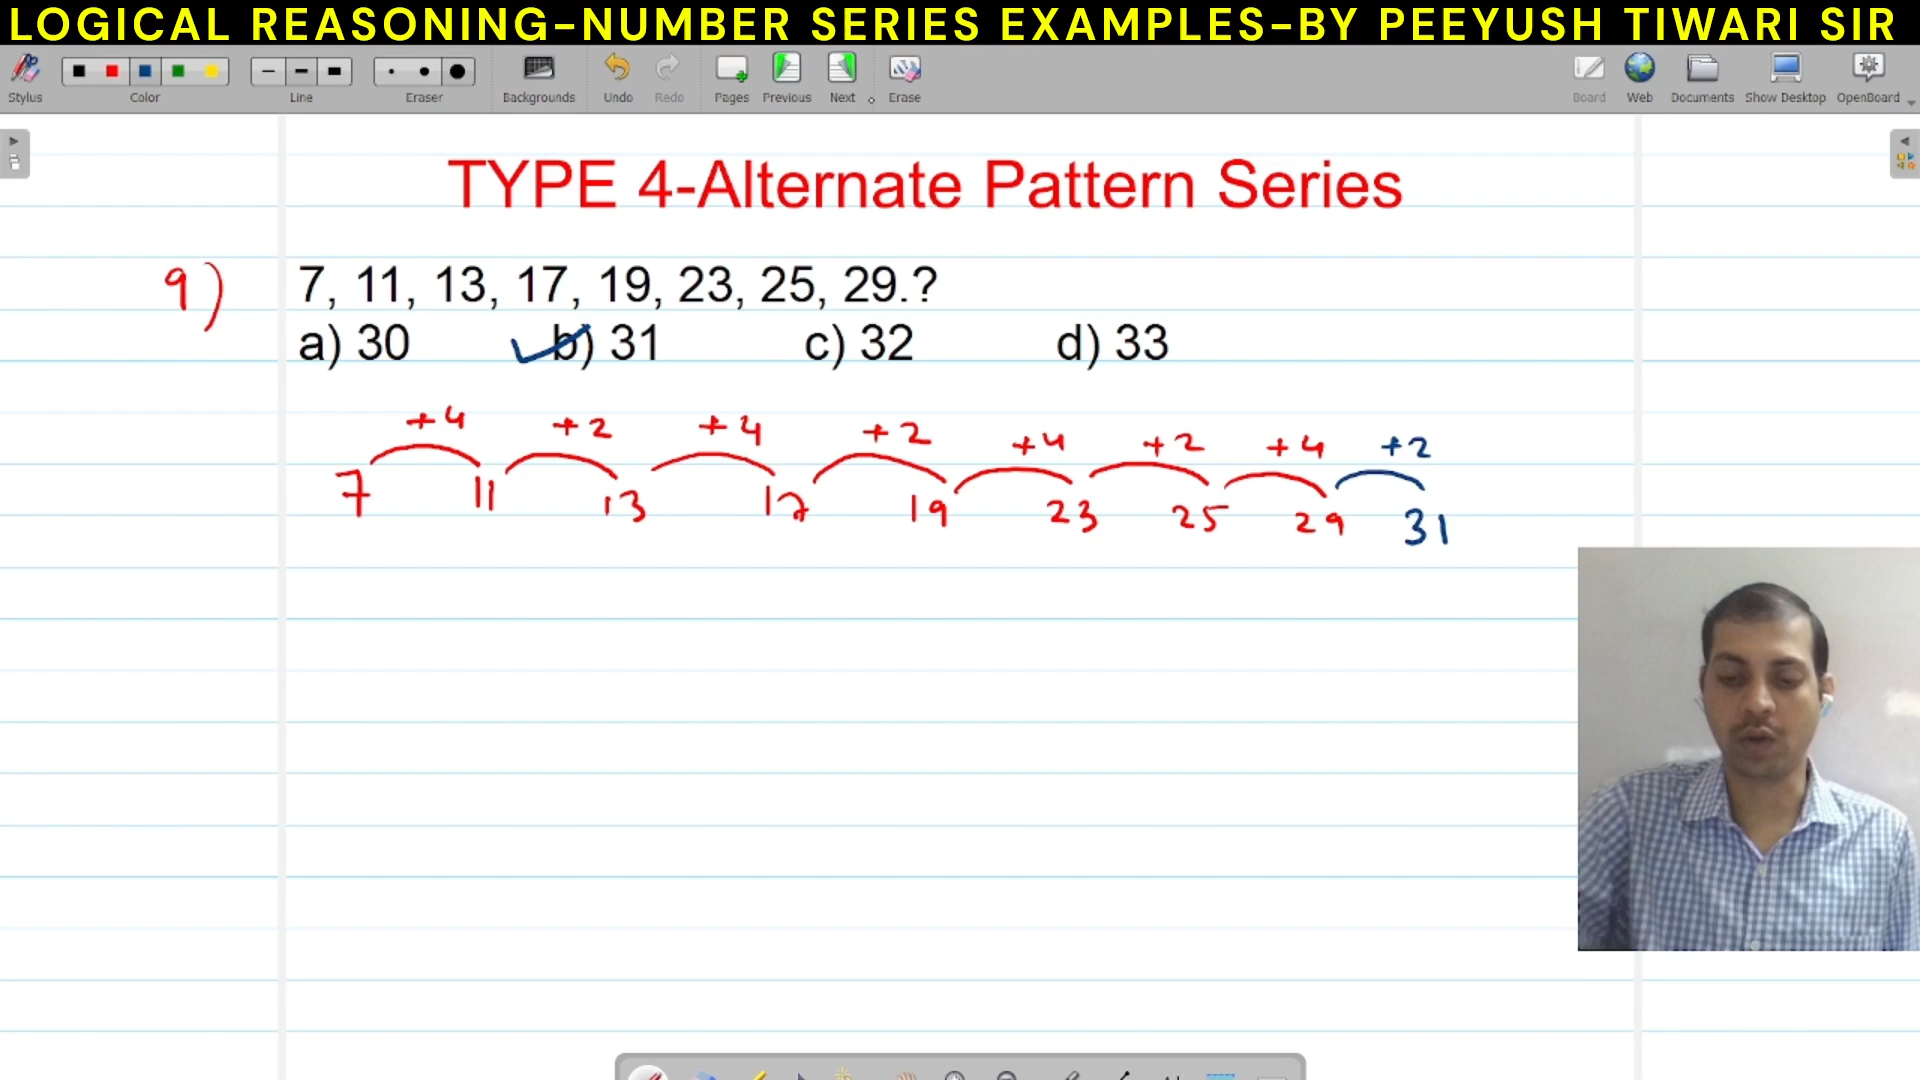 LOGICAL REASONING-NUMBER SERIES EXAMPLES-BY PEEYUSH TIWARI SIR
Stylus Color Line Eraser Backgrounds Undo Redo Pages Previous Next Erase Board Web Documents Show Desktop OpenBoard
TYPE 4-Alternate Pattern Series
9) 7, 11, 13, 17, 19, 23, 25, 29.?
a) 30 b) 31 c) 32 d) 33
+4 +2 +4 +2 +4 +2 +4 +2
7 11 13 17 19 23 25 29 31